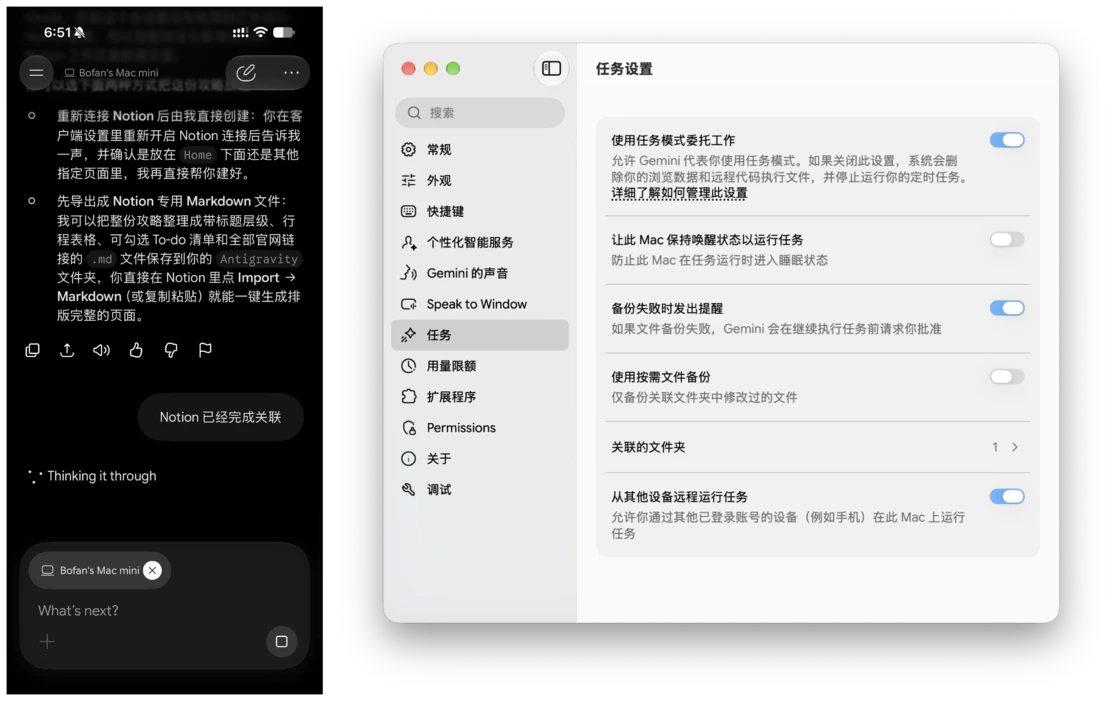 6:51
Bofan's Mac mini
重新连接 Notion 后由我直接创建：你在客
户端设置里重新开启 Notion 连接后告诉我
一声，并确认是放在 Home 下面还是其他
指定页面里，我再直接帮你建好。
先导出成 Notion 专用 Markdown 文件：
我可以把整份攻略整理成带标题层级、行
程表格、可勾选 To-do 清单和全部官网链
接的 .md 文件保存到你的 Antigravity
文件夹，你直接在 Notion 里点 Import →
Markdown（或复制粘贴）就能一键生成排
版完整的页面。
Notion 已经完成关联
Thinking it through
Bofan's Mac mini
What's next?
搜索
常规
外观
快捷键
个性化智能服务
Gemini 的声音
Speak to Window
任务
用量限额
扩展程序
Permissions
关于
调试
任务设置
使用任务模式委托工作
允许 Gemini 代表你使用任务模式。如果关闭此设置，系统会删
除你的浏览数据和远程代码执行文件，并停止运行你的定时任务。
详细了解如何管理此设置
让此 Mac 保持唤醒状态以运行任务
防止此 Mac 在任务运行时进入睡眠状态
备份失败时发出提醒
如果文件备份失败，Gemini 会在继续执行任务前请求你批准
使用按需文件备份
仅备份关联文件夹中修改过的文件
关联的文件夹
1
从其他设备远程运行任务
允许你通过其他已登录账号的设备（例如手机）在此 Mac 上运行
任务